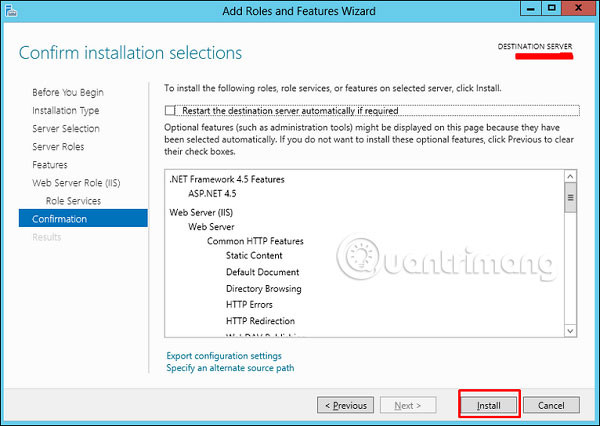 Add Roles and Features Wizard
Confirm installation selections
DESTINATION SERVER
Before You Begin
Installation Type
Server Selection
Server Roles
Features
Web Server Role (IIS)
Role Services
Confirmation
Results
To install the following roles, role services, or features on selected server, click Install.
Restart the destination server automatically if required
Optional features (such as administration tools) might be displayed on this page because they have
been selected automatically. If you do not want to install these optional features, click Previous to clear
their check boxes.
.NET Framework 4.5 Features
ASP.NET 4.5
Web Server (IIS)
Web Server
Common HTTP Features
Static Content
Default Document
Directory Browsing
HTTP Errors
HTTP Redirection
WebDAV Publishing
Quantrimang
Export configuration settings
Specify an alternate source path
< Previous
Next >
Install
Cancel